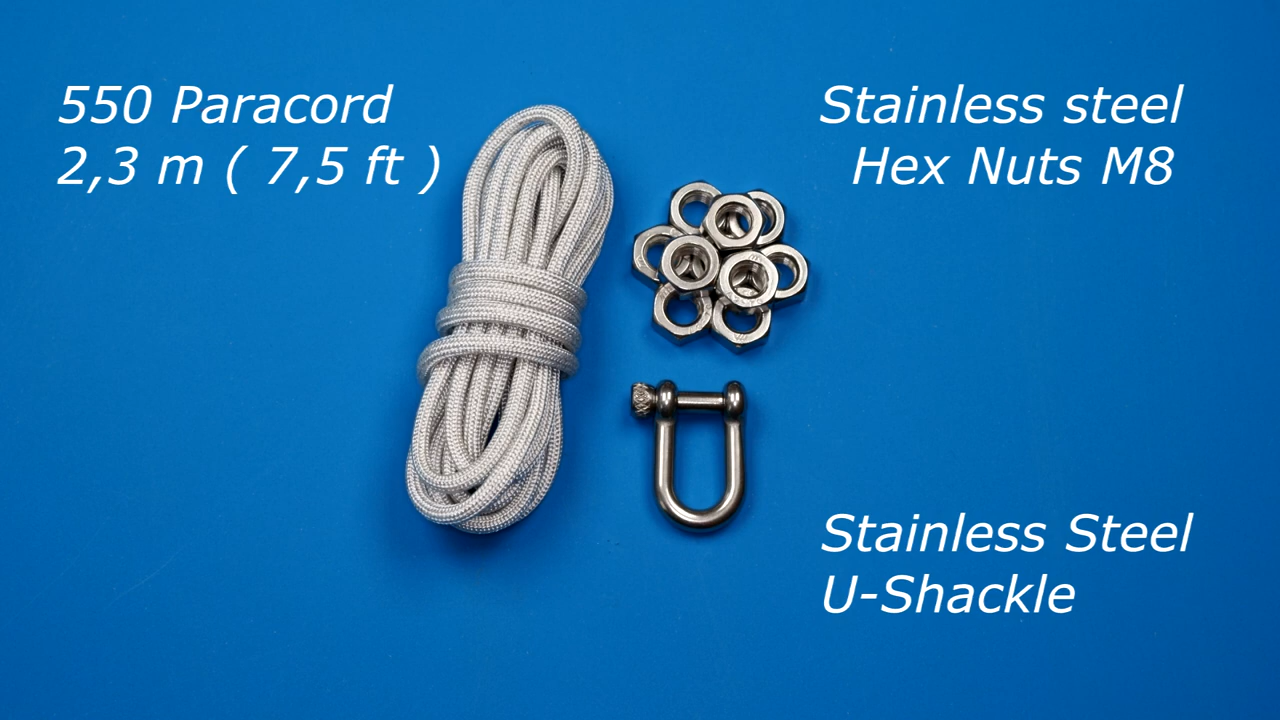 550 Paracord
2,3 m ( 7,5 ft )
Stainless steel
Hex Nuts M8
Stainless Steel
U-Shackle